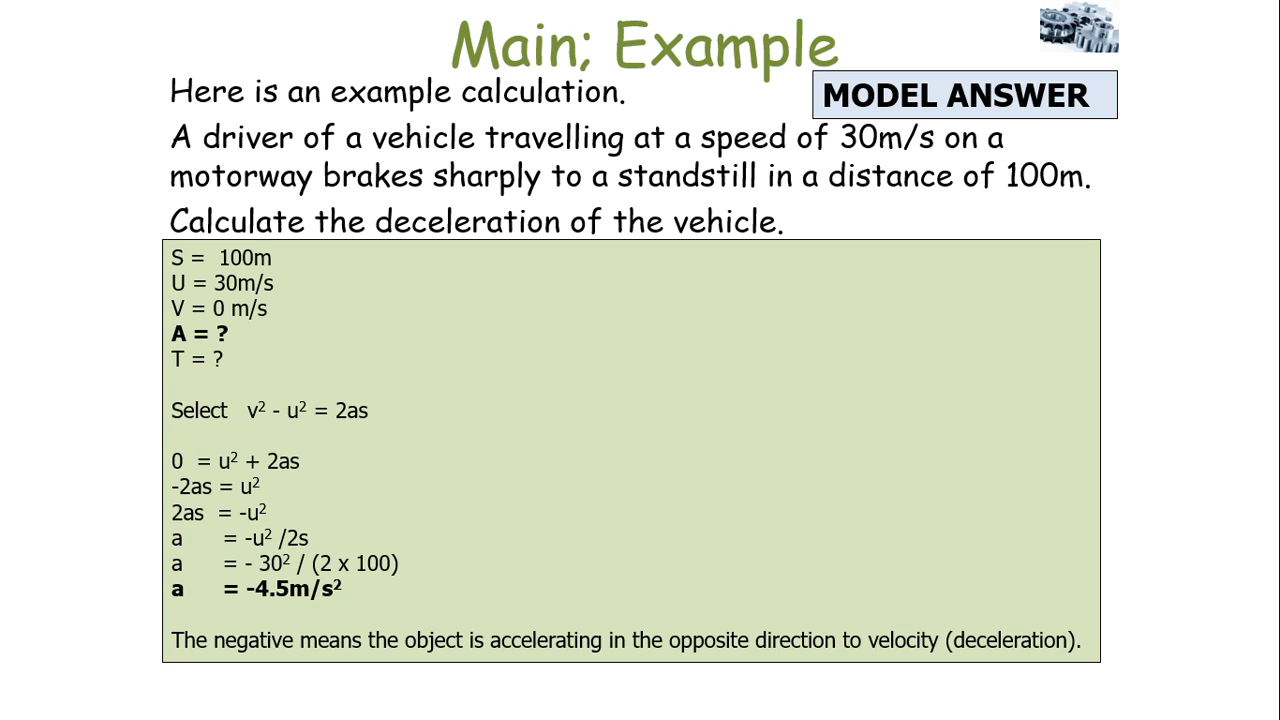 Main; Example
Here is an example calculation.
MODEL ANSWER
A driver of a vehicle travelling at a speed of 30m/s on a
motorway brakes sharply to a standstill in a distance of 100m.
Calculate the deceleration of the vehicle.
S = 100m
U = 30m/s
V = 0 m/s
A = ?
T = ?
Select v² - u² = 2as
0 = u² + 2as
-2as = u²
2as = -u²
a = -u² /2s
a = - 30² / (2 x 100)
a = -4.5m/s²
The negative means the object is accelerating in the opposite direction to velocity (deceleration).